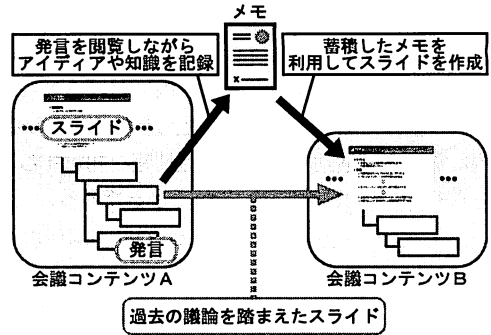 メモ
発言を閲覧しながら
アイディアや知識を記録
蓄積したメモを
利用してスライドを作成
スライド
発言
会議コンテンツA
会議コンテンツB
過去の議論を踏まえたスライド